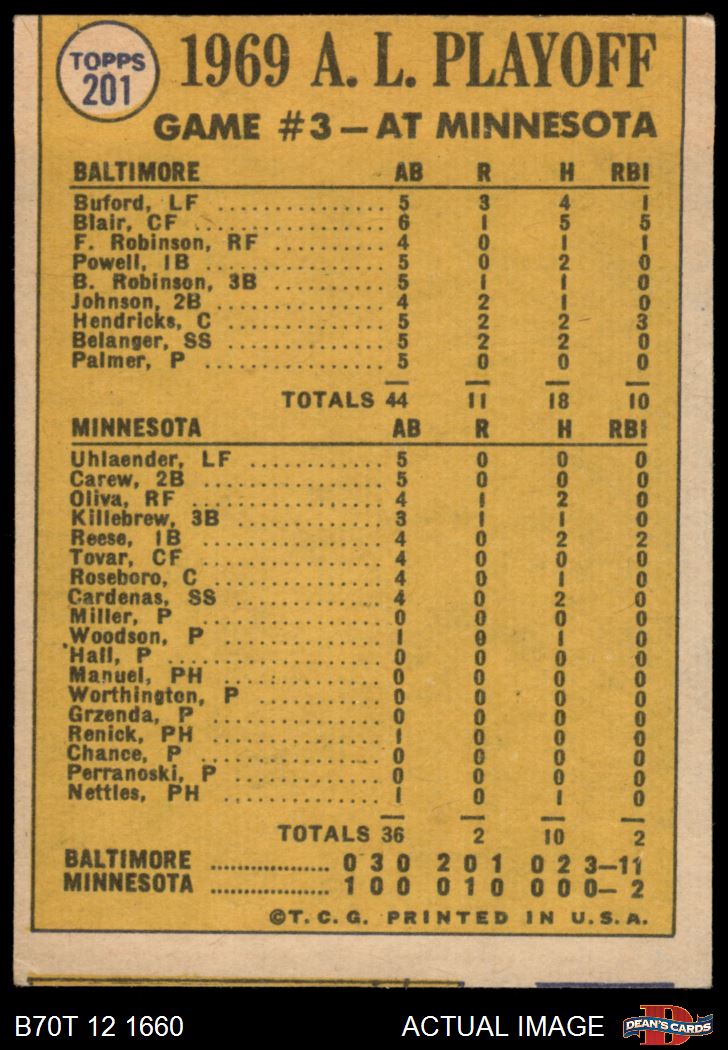 TOPPS
201
1969 A. L. PLAYOFF
GAME #3 — AT MINNESOTA
BALTIMORE AB R H RBI
Buford, LF .................. 5 3 4 1
Blair, CF .................. 6 1 5 5
F. Robinson, RF .............. 4 0 1 1
Powell, 1B .................. 5 0 2 0
B. Robinson, 3B .............. 5 1 1 0
Johnson, 2B .................. 4 2 1 0
Hendricks, C ................. 5 2 2 3
Belanger, SS ................. 5 2 2 0
Palmer, P ................... 5 0 0 0
TOTALS 44 11 18 10
MINNESOTA AB R H RBI
Uhlaender, LF .............. 5 0 0 0
Carew, 2B .................. 5 0 0 0
Oliva, RF ................... 4 1 2 0
Killebrew, 3B ................ 3 1 1 0
Reese, 1B .................. 4 0 2 2
Tovar, CF ................... 4 0 0 0
Roseboro, C ................. 4 0 1 0
Cardenas, SS ................. 4 0 2 0
Miller, P ................... 0 0 0 0
Woodson, P ................ 1 0 1 0
Hall, P ..................... 0 0 0 0
Manuel, PH ................ 0 0 0 0
Worthington, P ............. 0 0 0 0
Grzenda, P ................. 0 0 0 0
Renick, PH ................. 1 0 0 0
Chance, P .................. 0 0 0 0
Perranoski, P ............... 0 0 0 0
Nettles, PH ................ 1 0 1 0
TOTALS 36 2 10 2
BALTIMORE .................. 0 3 0 2 0 1 0 2 3—11
MINNESOTA .................. 1 0 0 0 1 0 0 0 0— 2
©T. C. G. PRINTED IN U. S. A.
B70T 12 1660 ACTUAL IMAGE D DEAN'S CARDS